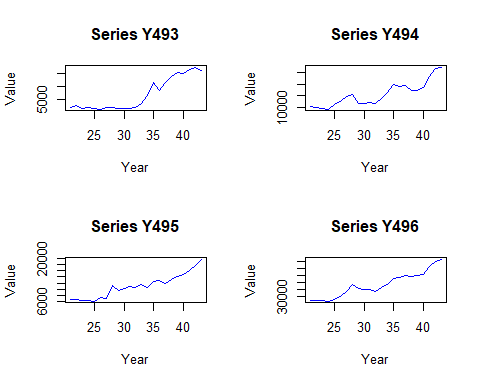 Series Y493
Value
5000
25 30 35 40
Year
Series Y494
Value
10000
25 30 35 40
Year
Series Y495
Value
6000 20000
25 30 35 40
Year
Series Y496
Value
30000
25 30 35 40
Year